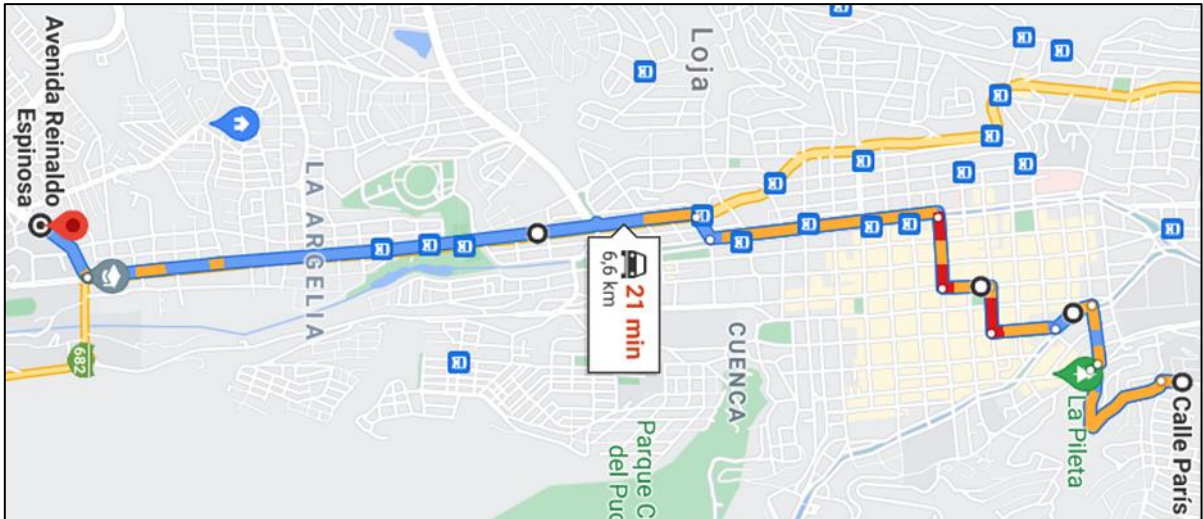 Calle París
La Pileta
CUENCA
Loja
Parque C
del Puc
21 min
6,6 km
LA ARGELIA
682
Avenida Reinaldo
Espinosa